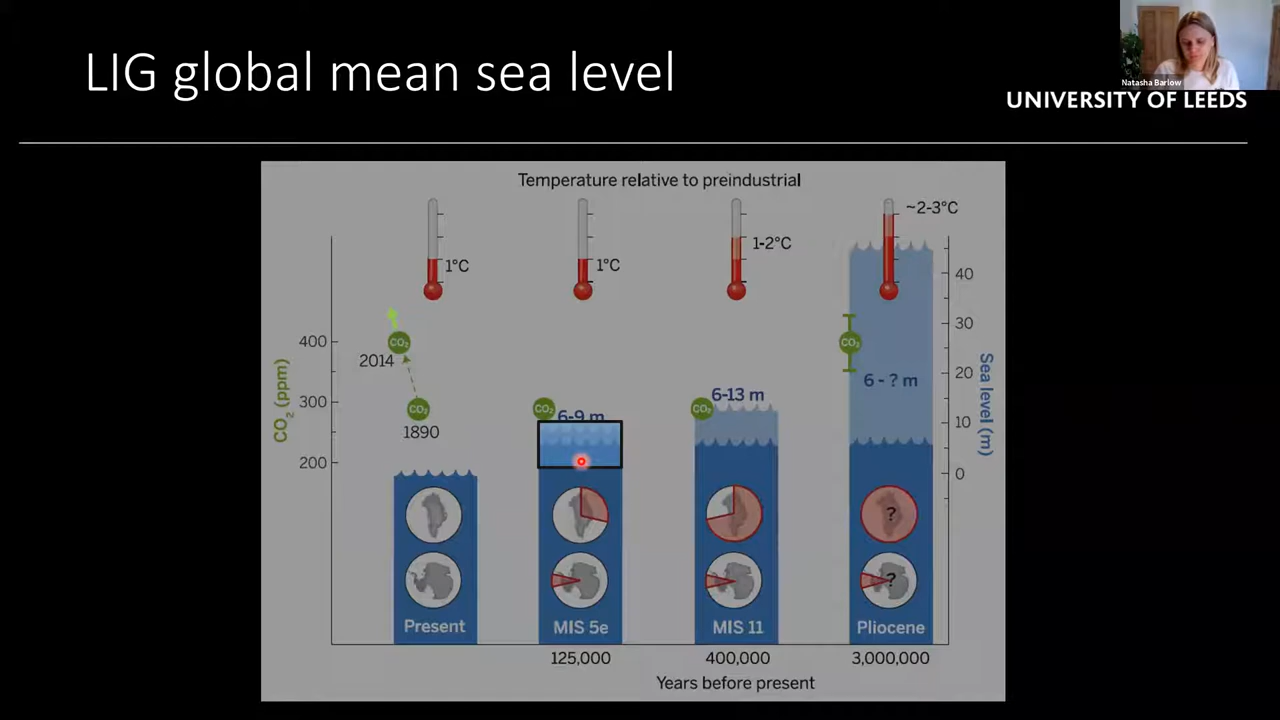 LIG global mean sea level
Natasha Barlow
UNIVERSITY OF LEEDS
Temperature relative to preindustrial
1°C
1°C
1-2°C
~2-3°C
CO₂ (ppm)
400
300
200
CO₂
2014
CO₂
1890
CO₂
6-9 m
CO₂
6-13 m
CO₂
6 - ? m
40
30
20
10
0
Sea level (m)
?
?
Present
MIS 5e
MIS 11
Pliocene
125,000
400,000
3,000,000
Years before present